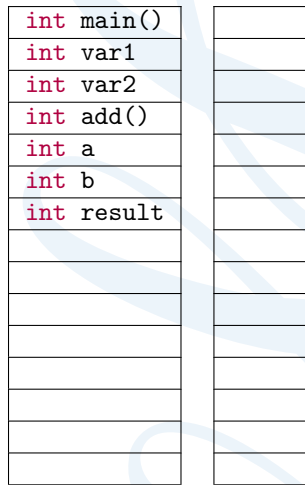 int main()
int var1
int var2
int add()
int a
int b
int result